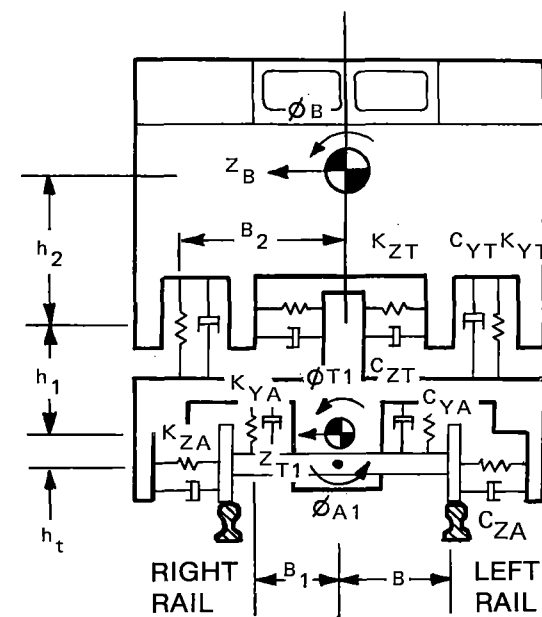 ØB
ZB
B2
KZT
CYT KYT
h2
h1
KYA
ØT1
CZT
CYA
KZA
ZT1
ØA1
CZA
ht
RIGHT RAIL
B1
B
LEFT RAIL